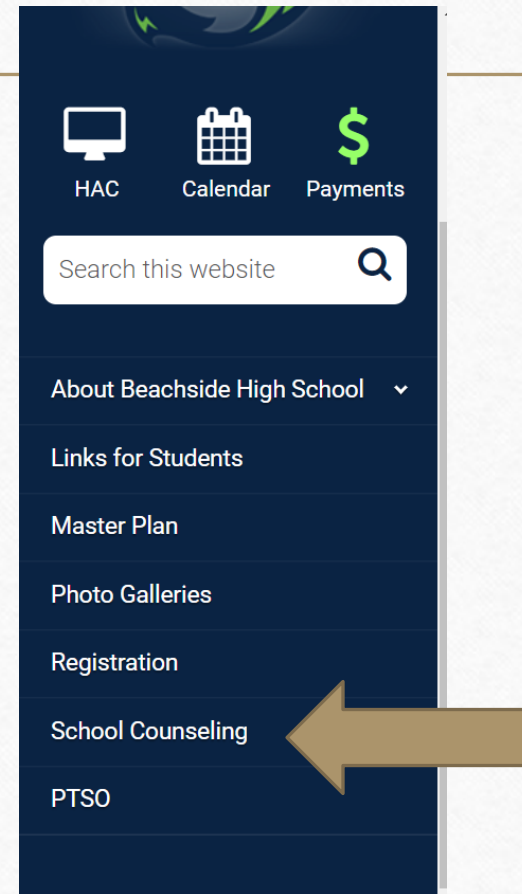 HAC Calendar Payments
Search this website
About Beachside High School
Links for Students
Master Plan
Photo Galleries
Registration
School Counseling
PTSO